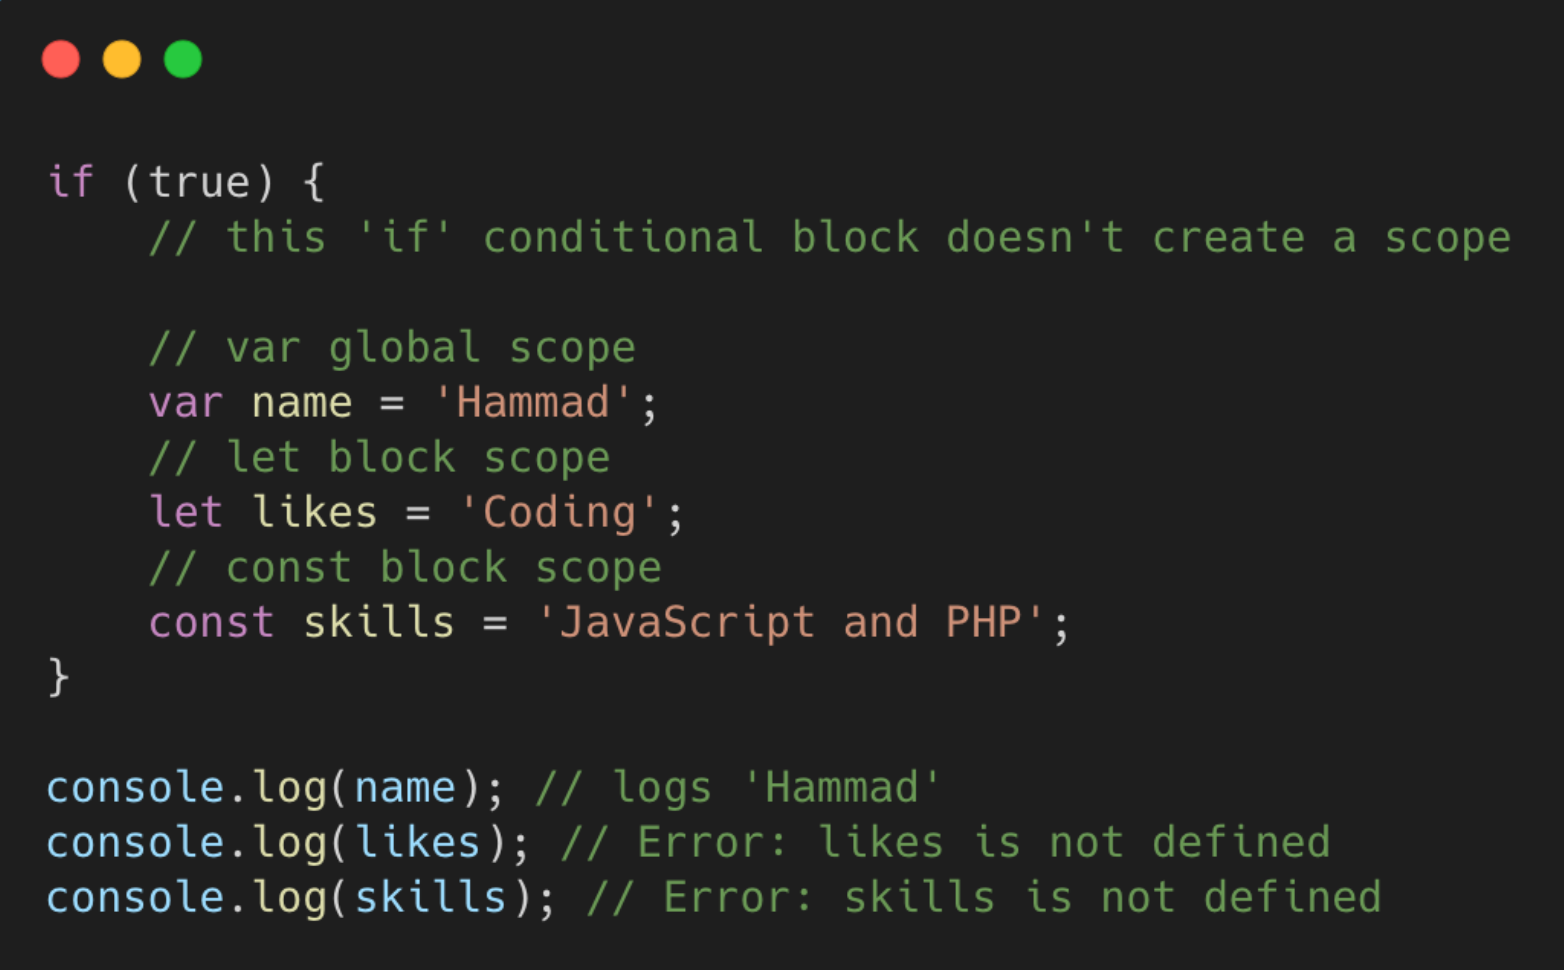 if (true) {
    // this 'if' conditional block doesn't create a scope
    // var global scope
    var name = 'Hammad';
    // let block scope
    let likes = 'Coding';
    // const block scope
    const skills = 'JavaScript and PHP';
}
console.log(name); // logs 'Hammad'
console.log(likes); // Error: likes is not defined
console.log(skills); // Error: skills is not defined